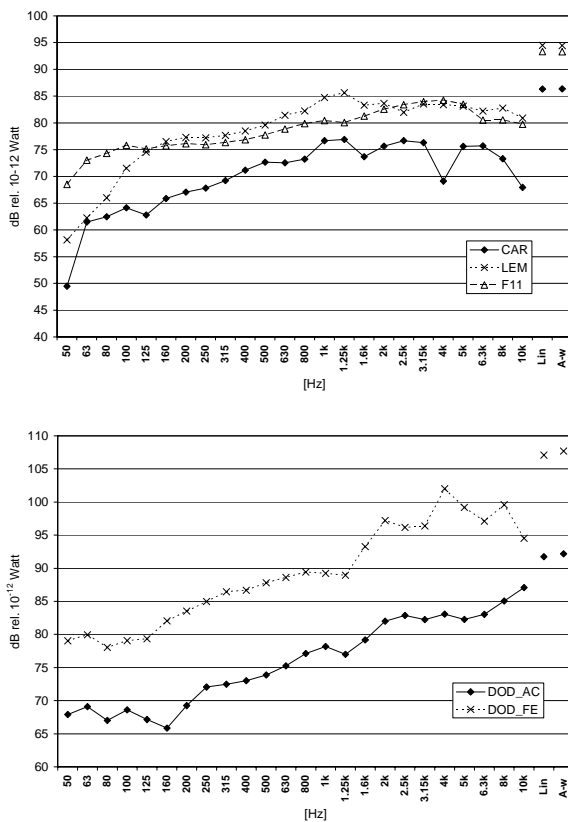 100
95
90
85
80
75
70
65
60
55
50
45
40
dB rel. 10-12 Watt
CAR
LEM
F11
50 63 80 100 125 160 200 250 315 400 500 630 800 1k 1.25k 1.6k 2k 2.5k 3.15k 4k 5k 6.3k 8k 10k Lin A-w
[Hz]
110
105
100
95
90
85
80
75
70
65
60
dB rel. 10⁻¹² Watt
DOD_AC
DOD_FE
50 63 80 100 125 160 200 250 315 400 500 630 800 1k 1.25k 1.6k 2k 2.5k 3.15k 4k 5k 6.3k 8k 10k Lin A-w
[Hz]